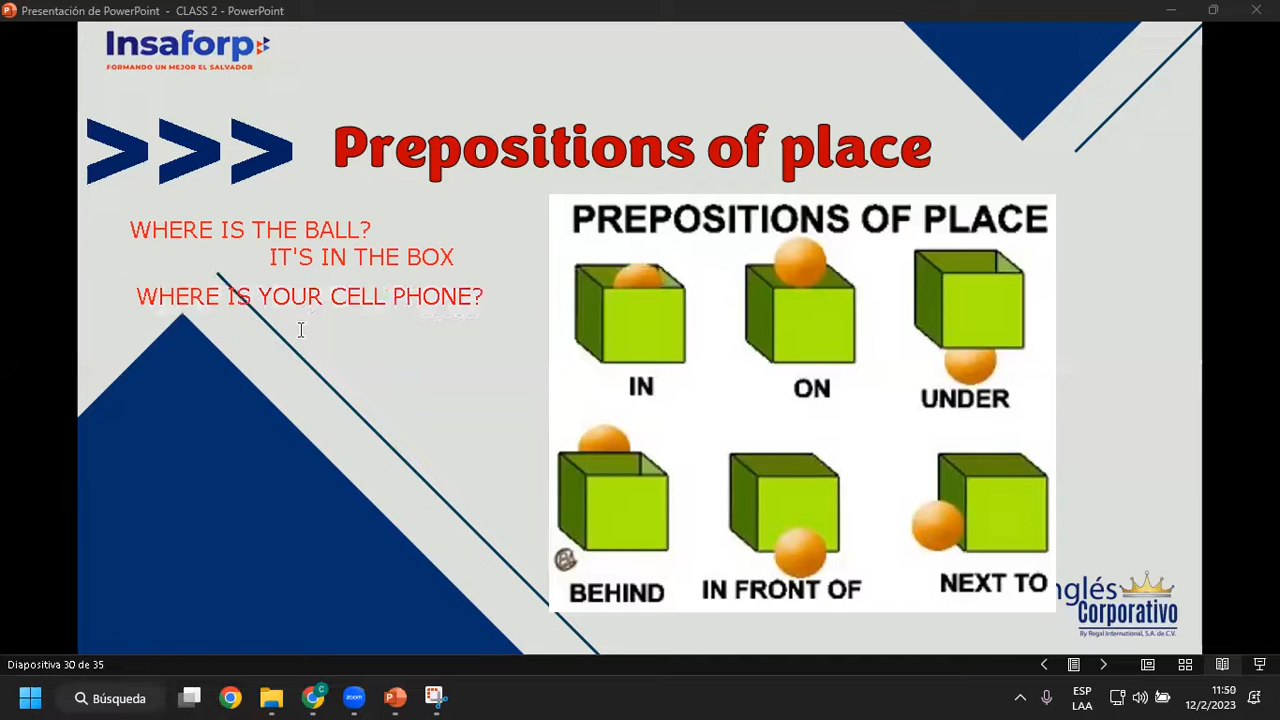 Presentación de PowerPoint - CLASS 2 - PowerPoint
Insaforp
FORMANDO UN MEJOR EL SALVADOR
>>> Prepositions of place
WHERE IS THE BALL?
IT'S IN THE BOX
WHERE IS YOUR CELL PHONE?
PREPOSITIONS OF PLACE
IN
ON
UNDER
BEHIND
IN FRONT OF
NEXT TO
nglés
Corporativo
By Regal International, S.A. de C.V.
Diapositiva 30 de 35
Búsqueda
zoom
ESP
LAA
11:50
12/2/2023